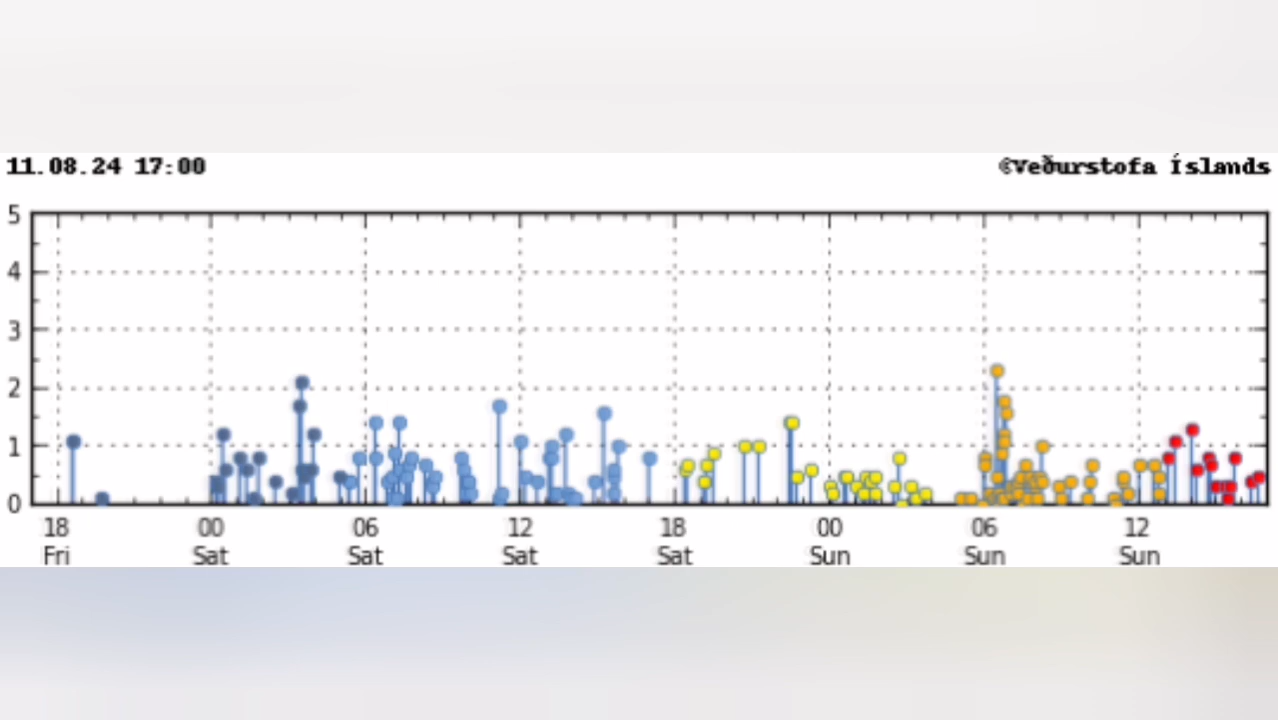 11.08.24 17:00
©Veðurstofa Íslands
5
4
3
2
1
0
18 00 06 12 18 00 06 12
Fri Sat Sat Sat Sat Sun Sun Sun